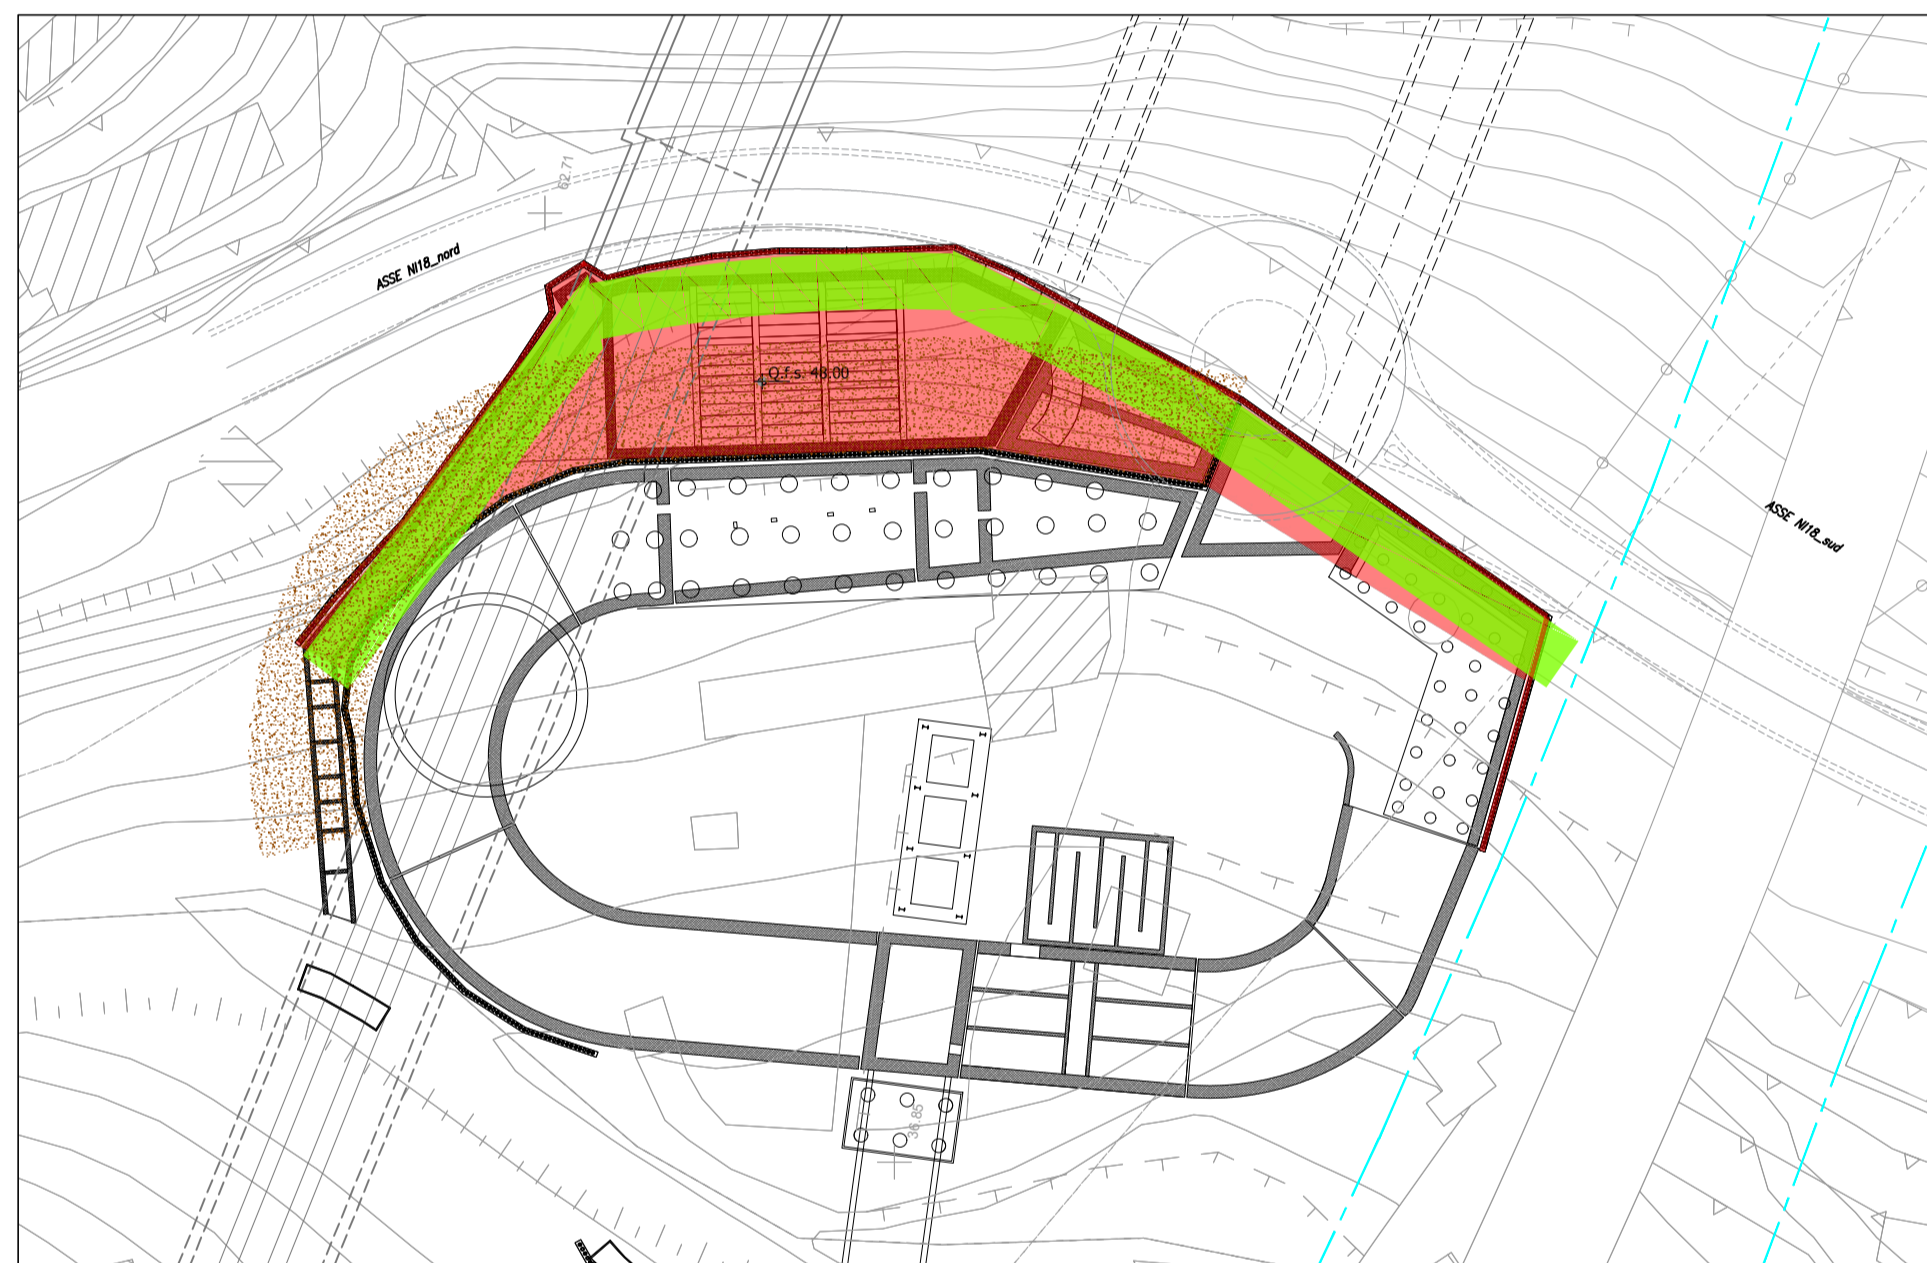 62.71
ASSE NI18_nord
Q.f.s. 48.00
ASSE NI18_sud
36.85